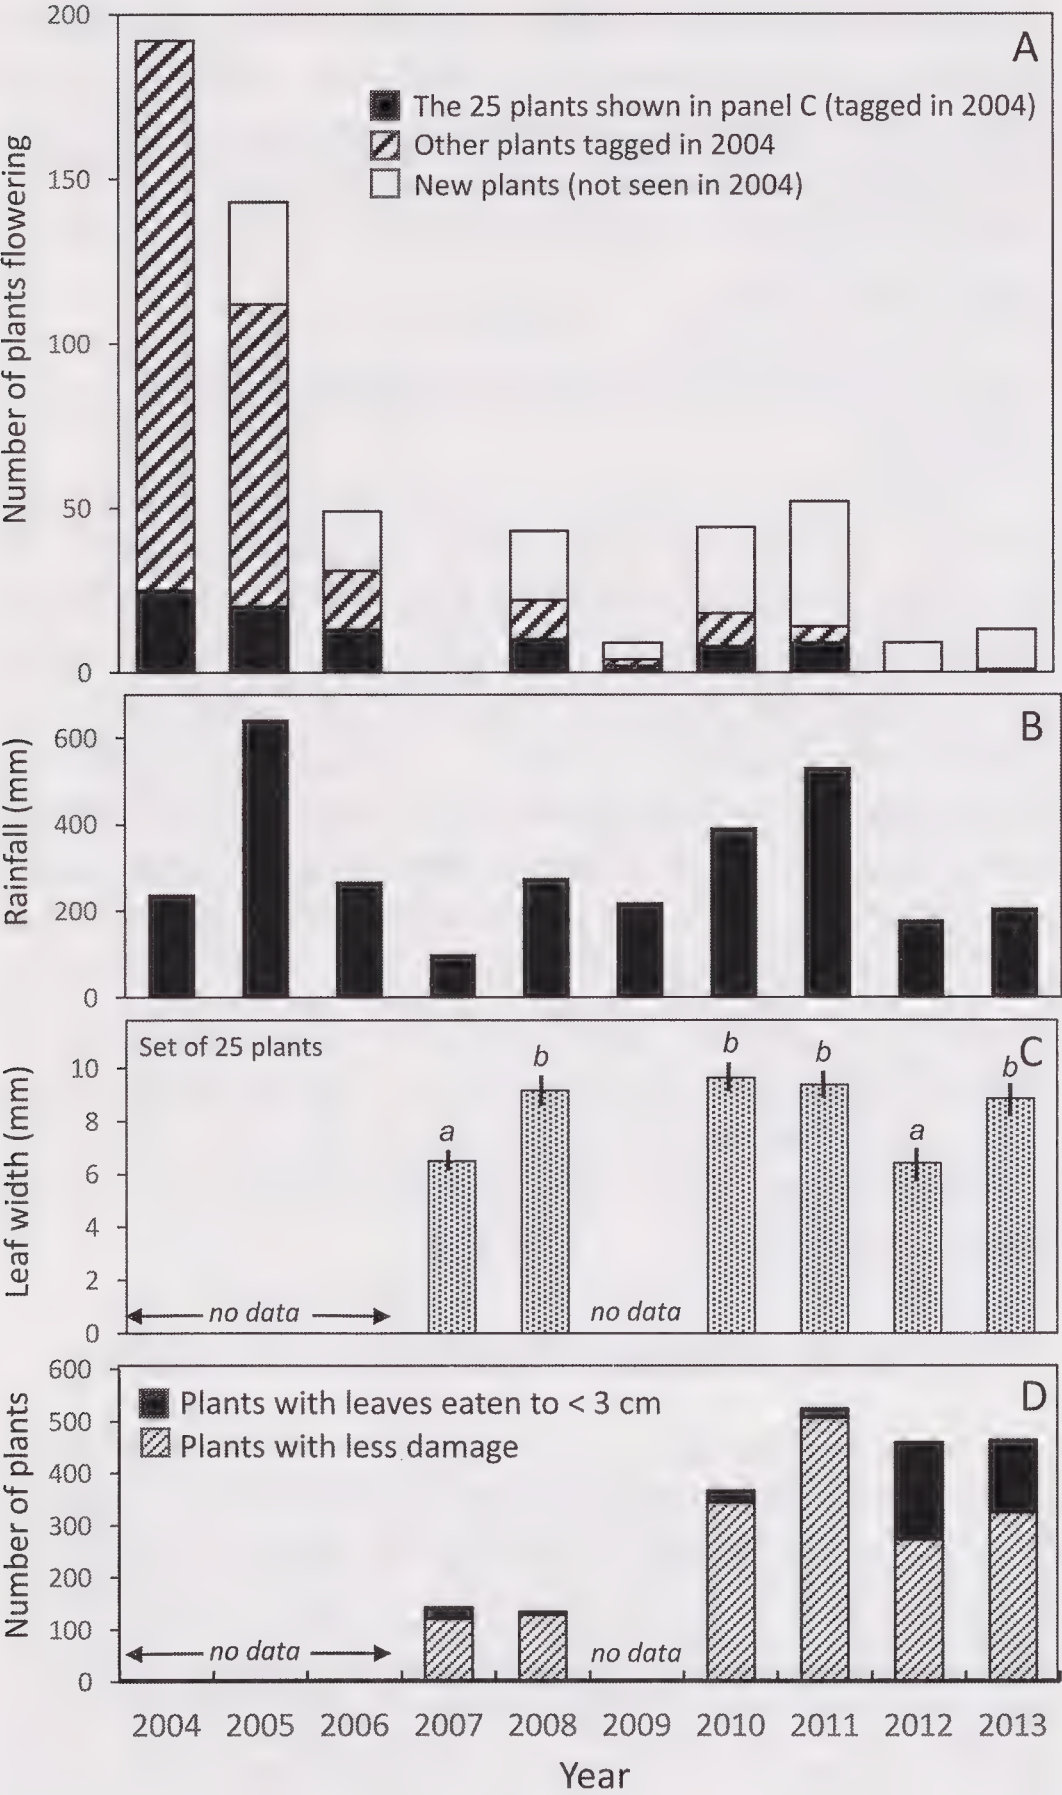 A
200
150
100
50
0
Number of plants flowering
The 25 plants shown in panel C (tagged in 2004)
Other plants tagged in 2004
New plants (not seen in 2004)
B
600
400
200
0
Rainfall (mm)
C
Set of 25 plants
10
8
6
4
2
0
Leaf width (mm)
a
b
b
b
a
b
no data
no data
D
600
500
400
300
200
100
0
Number of plants
Plants with leaves eaten to < 3 cm
Plants with less damage
no data
no data
2004 2005 2006 2007 2008 2009 2010 2011 2012 2013
Year